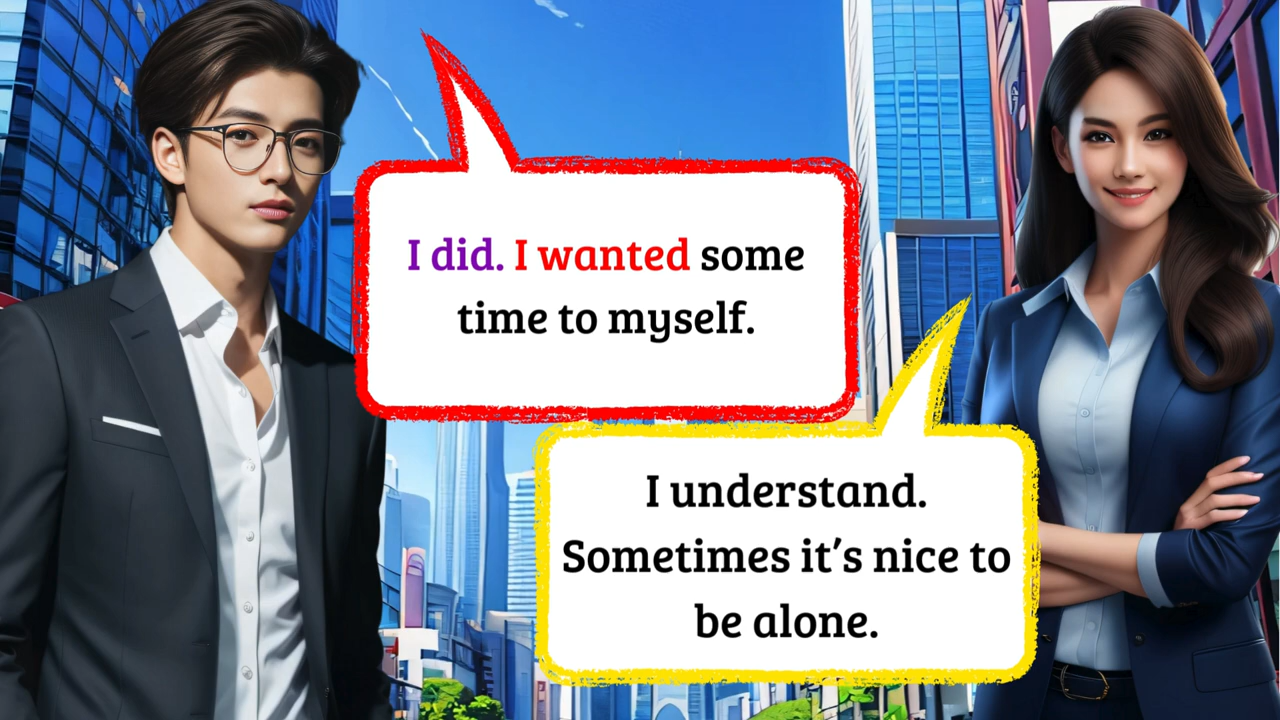 I did. I wanted some
time to myself.
I understand.
Sometimes it's nice to
be alone.